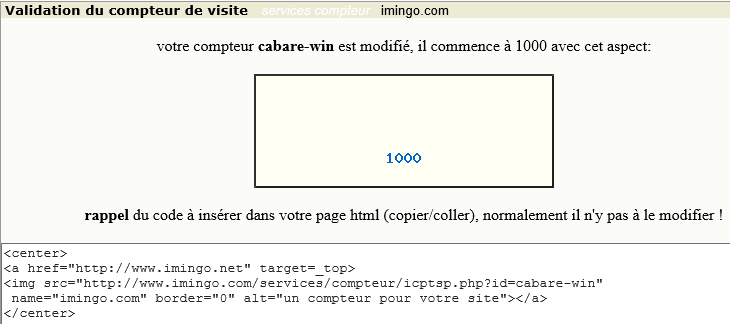 Validation du compteur de visite services compteur imingo.com
votre compteur cabare-win est modifié, il commence à 1000 avec cet aspect:
1000
rappel du code à insérer dans votre page html (copier/coller), normalement il n'y pas à le modifier !
<center>
<a href="http://www.imingo.net" target=_top>
<img src="http://www.imingo.com/services/compteur/icptsp.php?id=cabare-win"
name="imingo.com" border="0" alt="un compteur pour votre site"></a>
</center>